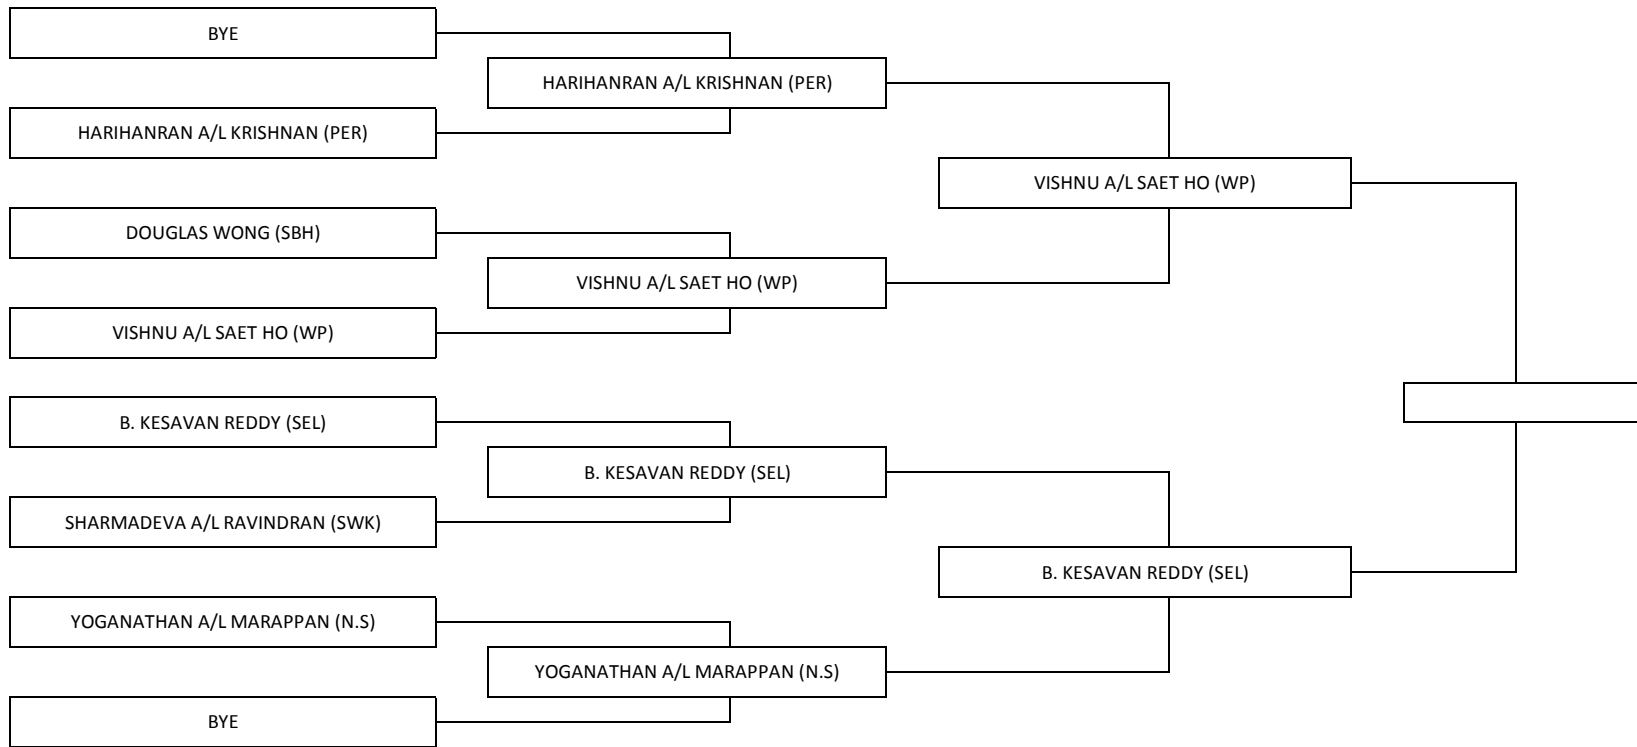 BYE
HARIHANRAN A/L KRISHNAN (PER)
HARIHANRAN A/L KRISHNAN (PER)
VISHNU A/L SAET HO (WP)
DOUGLAS WONG (SBH)
VISHNU A/L SAET HO (WP)
VISHNU A/L SAET HO (WP)
B. KESAVAN REDDY (SEL)
B. KESAVAN REDDY (SEL)
SHARMADEVA A/L RAVINDRAN (SWK)
B. KESAVAN REDDY (SEL)
YOGANATHAN A/L MARAPPAN (N.S)
YOGANATHAN A/L MARAPPAN (N.S)
BYE